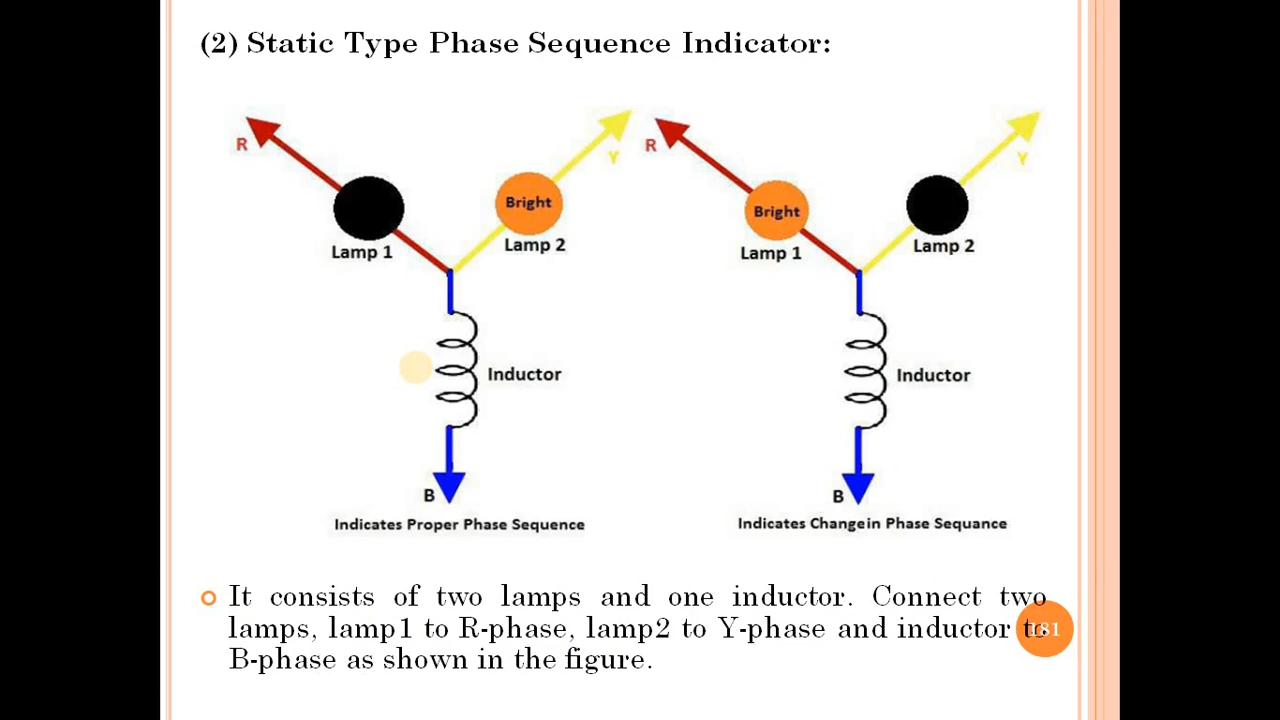 (2) Static Type Phase Sequence Indicator:
R
Y
Bright
Lamp 1
Lamp 2
Inductor
B
Indicates Proper Phase Sequence
R
Y
Bright
Lamp 1
Lamp 2
Inductor
B
Indicates Changein Phase Sequance
It consists of two lamps and one inductor. Connect two
lamps, lamp1 to R-phase, lamp2 to Y-phase and inductor to
B-phase as shown in the figure.
181